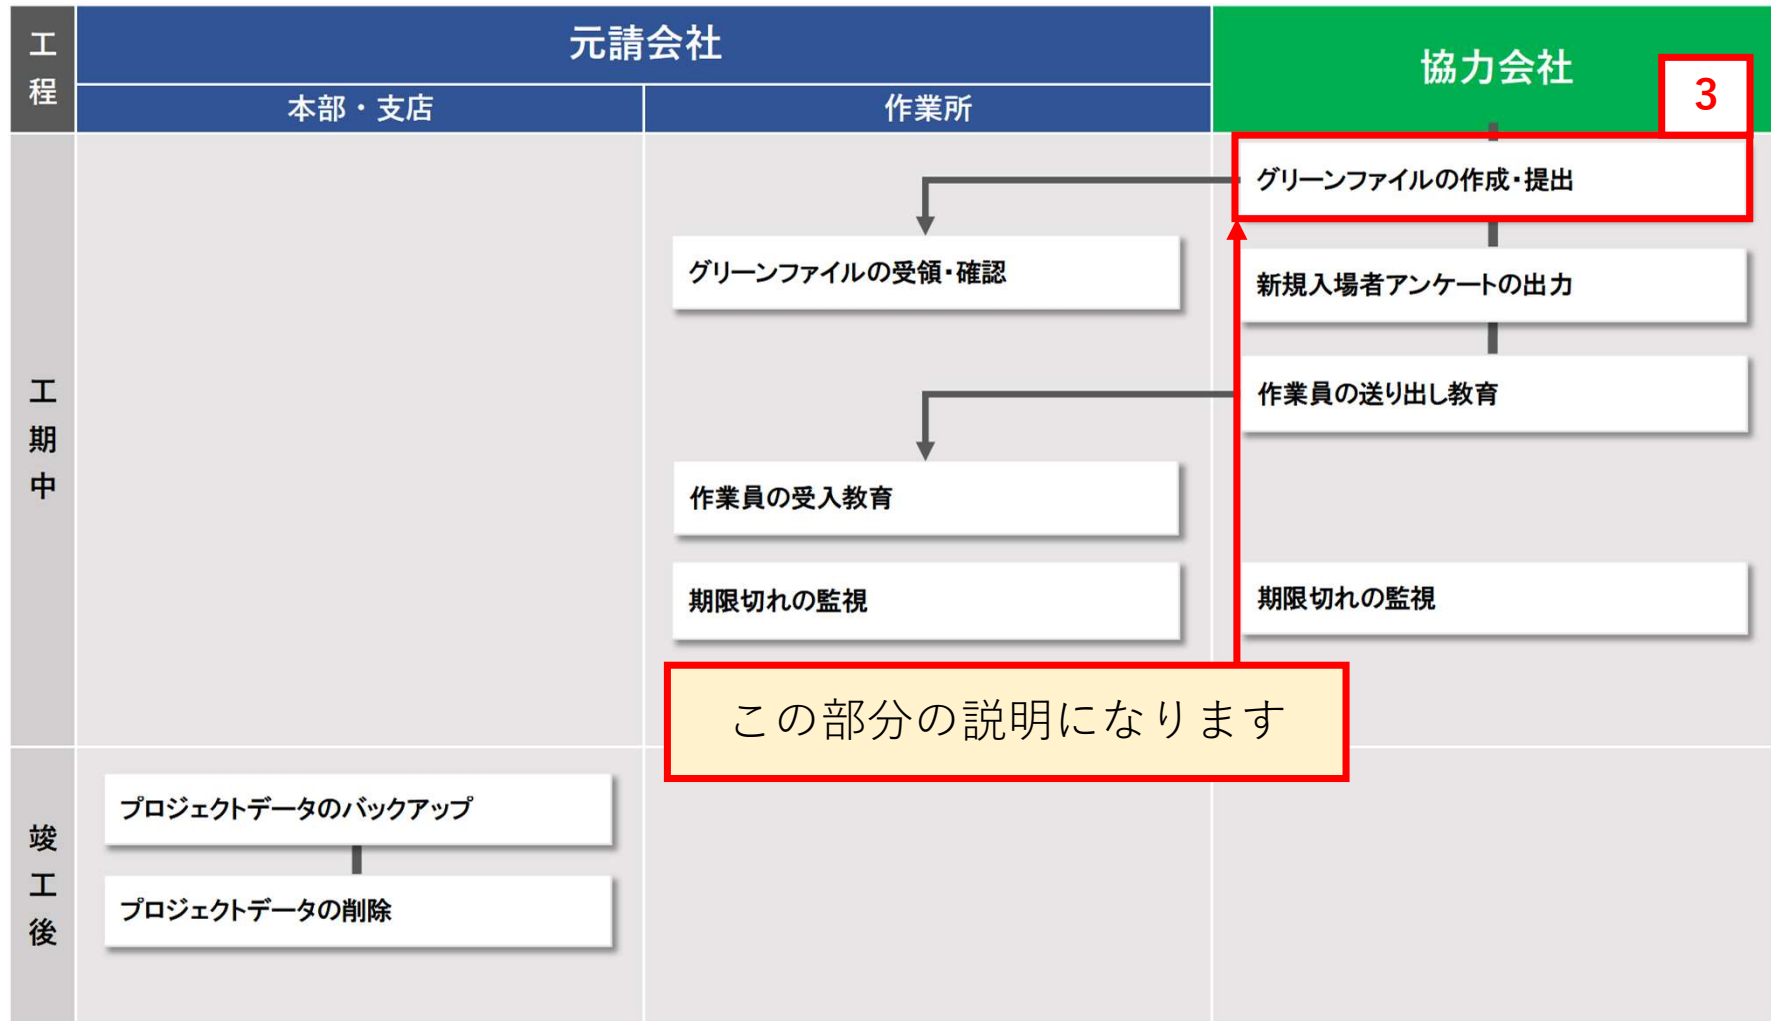 工程
元請会社
協力会社
3
本部・支店
作業所
工期中
グリーンファイルの作成・提出
グリーンファイルの受領・確認
新規入場者アンケートの出力
作業員の送り出し教育
作業員の受入教育
期限切れの監視
期限切れの監視
この部分の説明になります
竣工後
プロジェクトデータのバックアップ
プロジェクトデータの削除